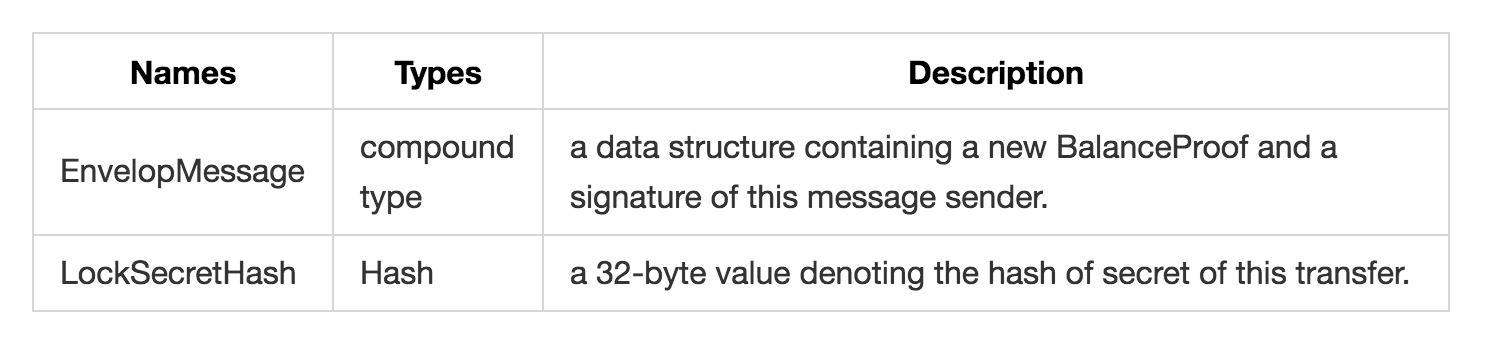 Names Types Description
EnvelopMessage compound type a data structure containing a new BalanceProof and a
signature of this message sender.
LockSecretHash Hash a 32-byte value denoting the hash of secret of this transfer.